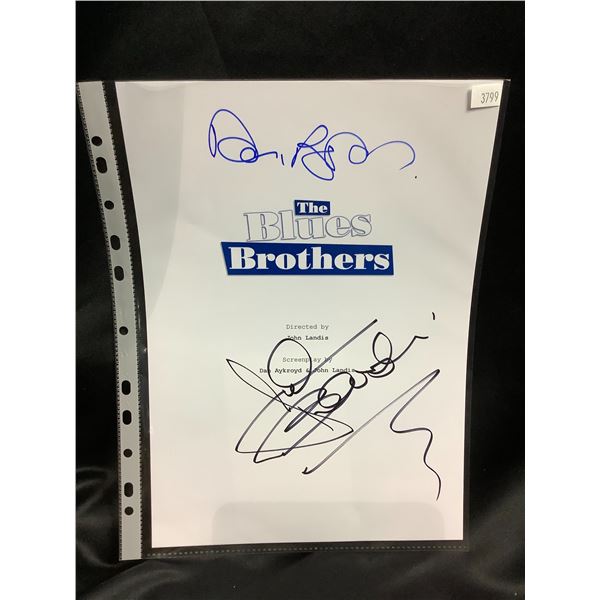 3799
The
Blues
Brothers
Directed by
John Landis
Screenplay by
Dan Aykroyd & John Landis